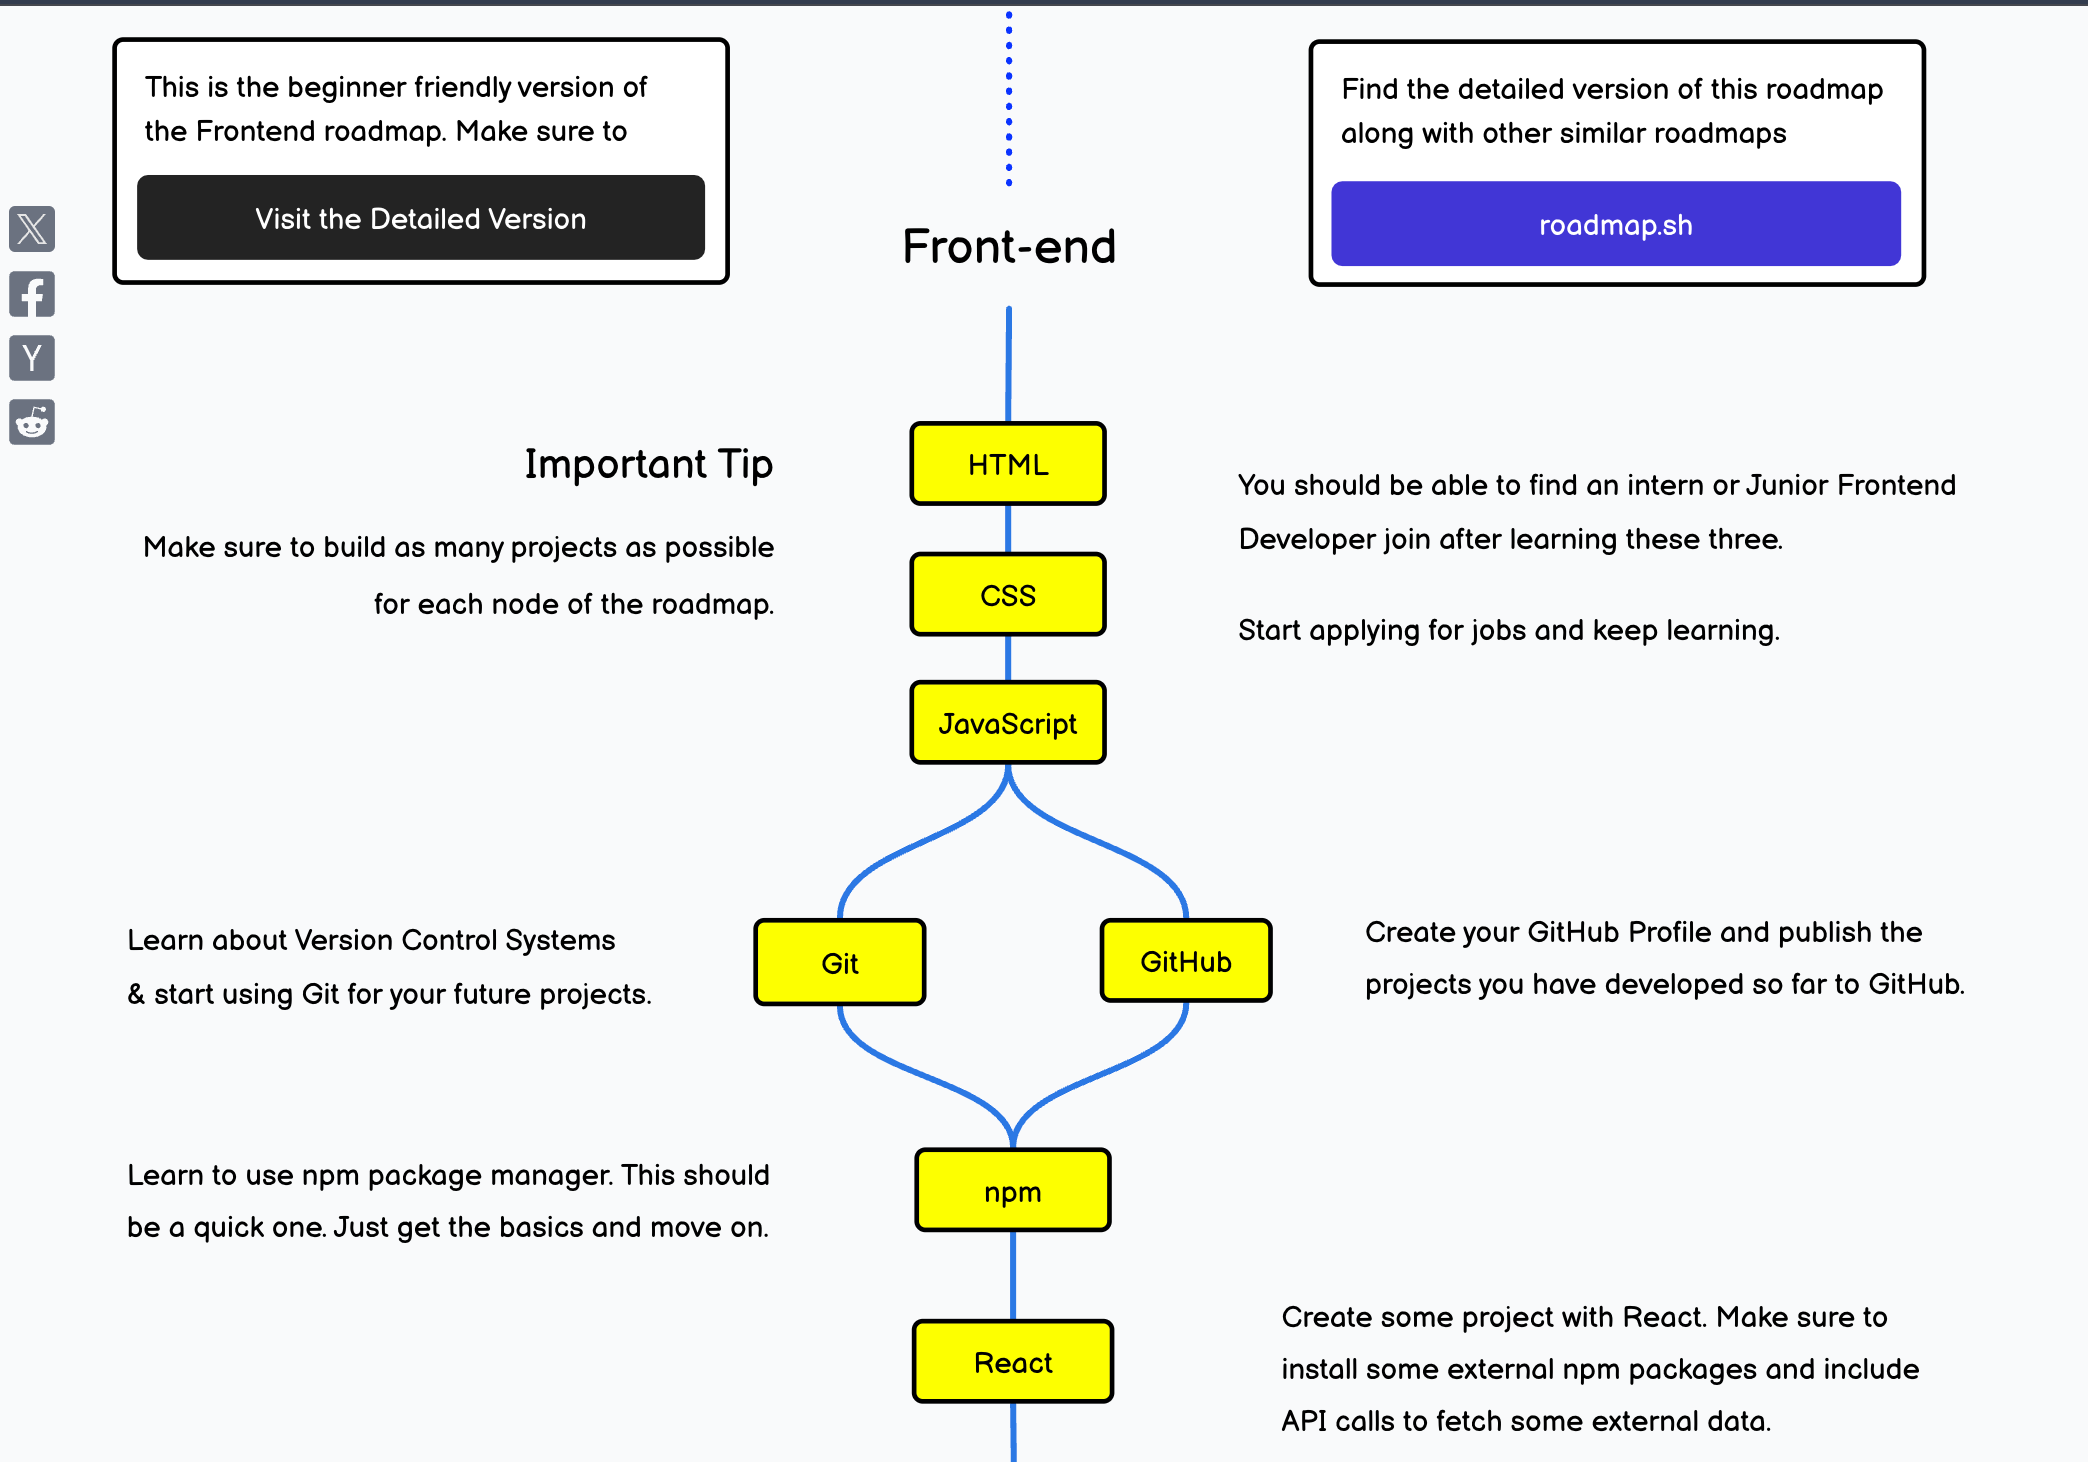 This is the beginner friendly version of
the Frontend roadmap. Make sure to
Visit the Detailed Version
Find the detailed version of this roadmap
along with other similar roadmaps
roadmap.sh
Front-end
X
f
Y
Important Tip
Make sure to build as many projects as possible
for each node of the roadmap.
HTML
CSS
JavaScript
You should be able to find an intern or Junior Frontend
Developer join after learning these three.
Start applying for jobs and keep learning.
Learn about Version Control Systems
& start using Git for your future projects.
Git
GitHub
Create your GitHub Profile and publish the
projects you have developed so far to GitHub.
Learn to use npm package manager. This should
be a quick one. Just get the basics and move on.
npm
React
Create some project with React. Make sure to
install some external npm packages and include
API calls to fetch some external data.